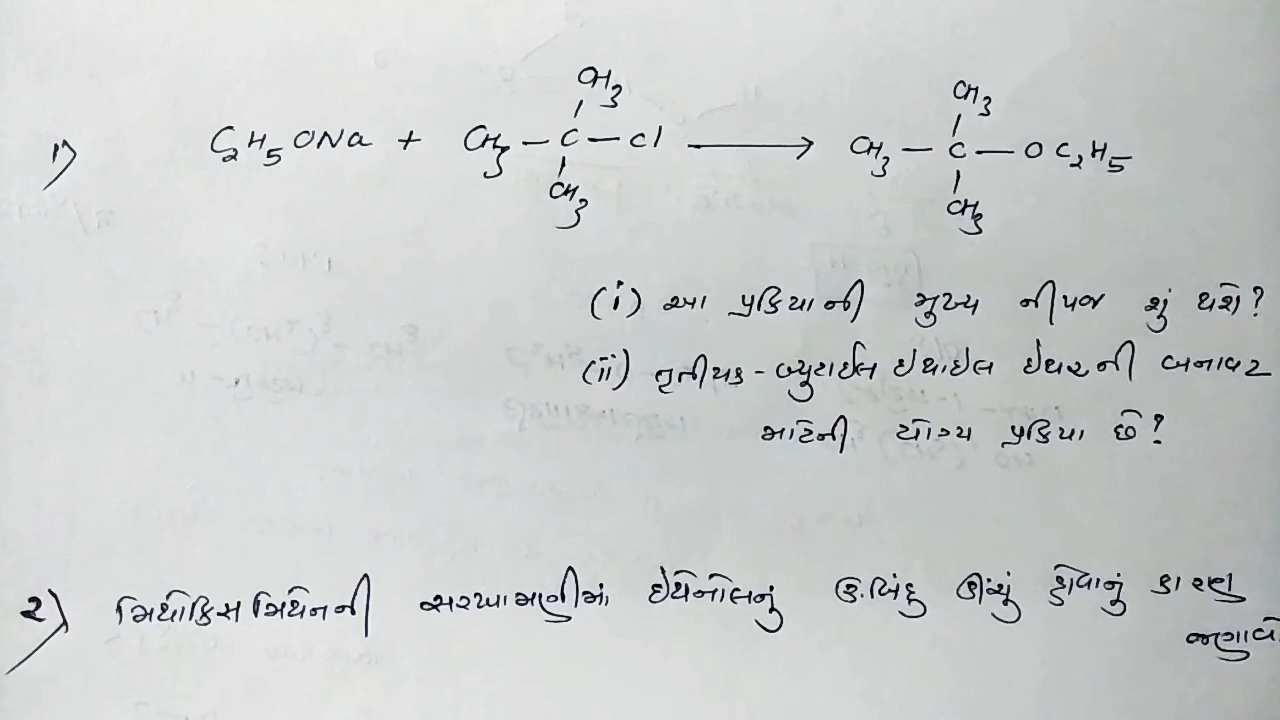 CH₃ CH₃
1) C₂H₅ONa + CH₃ – C – Cl ⟶ CH₃ – C – OC₂H₅
CH₃ CH₃
(i) આ પ્રક્રિયાની મુખ્ય નીપજ શું થશે?
(ii) તૃતીયક - બ્યુટાઈલ ઈથાઈલ ઈથરની બનાવટ
માટેની યોગ્ય પ્રક્રિયા છે?
2) મિથોક્સિમિથેનની સરખામણીમાં ઈથેનોલનું ઉ.બિંદુ ઊંચું હોવાનું કારણ
જણાવો